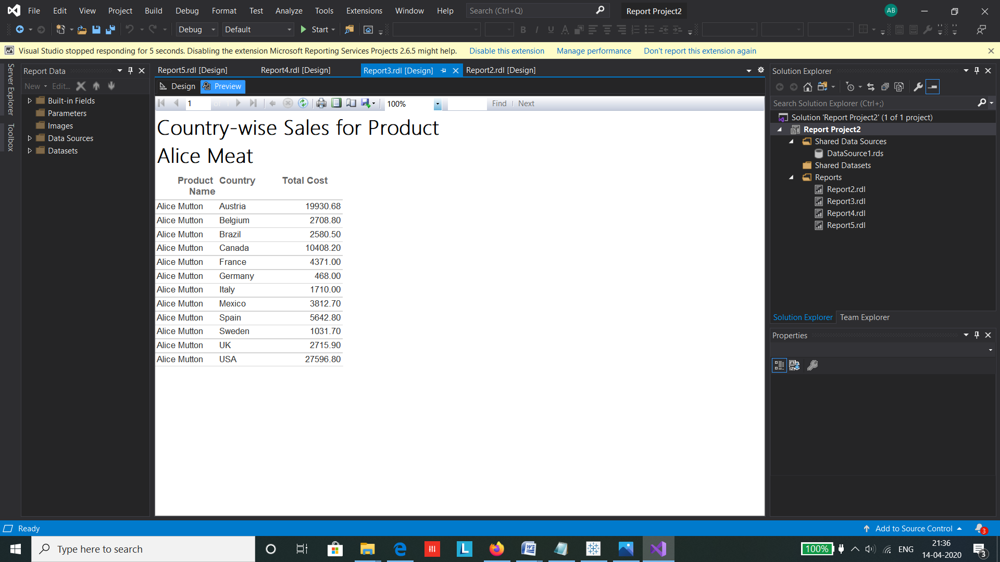 File Edit View Project Build Debug Format Test Analyze Tools Extensions Window Help Search (Ctrl+Q) Report Project2 AB
Debug Default Start
Visual Studio stopped responding for 5 seconds. Disabling the extension Microsoft Reporting Services Projects 2.6.5 might help. Disable this extension Manage performance Don't report this extension again
Server Explorer
Toolbox
Report Data
New Edit...
Built-in Fields
Parameters
Images
Data Sources
Datasets
Report5.rdl [Design] Report4.rdl [Design] Report3.rdl [Design] Report2.rdl [Design]
Design Preview
1 of 1 100% Find Next
Country-wise Sales for Product
Alice Meat
Product Country Total Cost
Name
Alice Mutton Austria 19930.68
Alice Mutton Belgium 2708.80
Alice Mutton Brazil 2580.50
Alice Mutton Canada 10408.20
Alice Mutton France 4371.00
Alice Mutton Germany 468.00
Alice Mutton Italy 1710.00
Alice Mutton Mexico 3812.70
Alice Mutton Spain 5642.80
Alice Mutton Sweden 1031.70
Alice Mutton UK 2715.90
Alice Mutton USA 27596.80
Solution Explorer
Search Solution Explorer (Ctrl+;)
Solution 'Report Project2' (1 of 1 project)
Report Project2
Shared Data Sources
DataSource1.rds
Shared Datasets
Reports
Report2.rdl
Report3.rdl
Report4.rdl
Report5.rdl
Solution Explorer Team Explorer
Properties
Ready Add to Source Control 3
Type here to search 100% ENG 21:36
14-04-2020 3